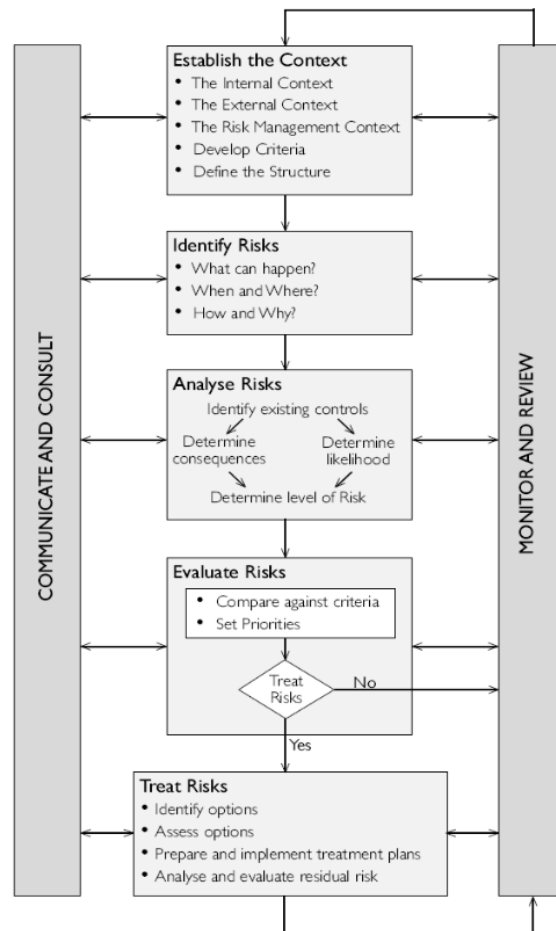 Establish the Context
• The Internal Context
• The External Context
• The Risk Management Context
• Develop Criteria
• Define the Structure
Identify Risks
• What can happen?
• When and Where?
• How and Why?
Analyse Risks
Identify existing controls
Determine
consequences
Determine
likelihood
Determine level of Risk
Evaluate Risks
• Compare against criteria
• Set Priorities
Treat
Risks
No
Yes
Treat Risks
• Identify options
• Assess options
• Prepare and implement treatment plans
• Analyse and evaluate residual risk
COMMUNICATE AND CONSULT
MONITOR AND REVIEW